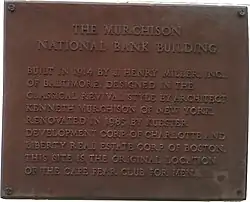 THE MURCHISON
NATIONAL BANK BUILDING
BUILT IN 1914 BY J. HENRY MILLER, INC.
OF BALTIMORE. DESIGNED IN THE
CLASSICAL REVIVAL STYLE BY ARCHITECT
KENNETH MURCHISON OF NEW YORK.
RENOVATED IN 1985 BY
DEVELOPMENT CORP. OF CHARLOTTE AND
LIBERTY REAL ESTATE CORP. OF BOSTON.
THIS SITE IS THE ORIGINAL LOCATION
OF THE CAPE FEAR CLUB FOR MEN.